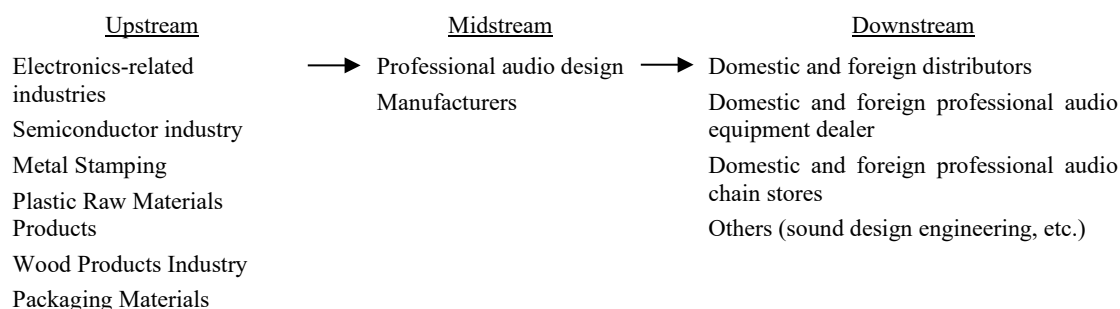 Upstream
Midstream
Downstream
Electronics-related
industries
Semiconductor industry
Metal Stamping
Plastic Raw Materials
Products
Wood Products Industry
Packaging Materials
Professional audio design
Manufacturers
Domestic and foreign distributors
Domestic and foreign professional audio
equipment dealer
Domestic and foreign professional audio
chain stores
Others (sound design engineering, etc.)